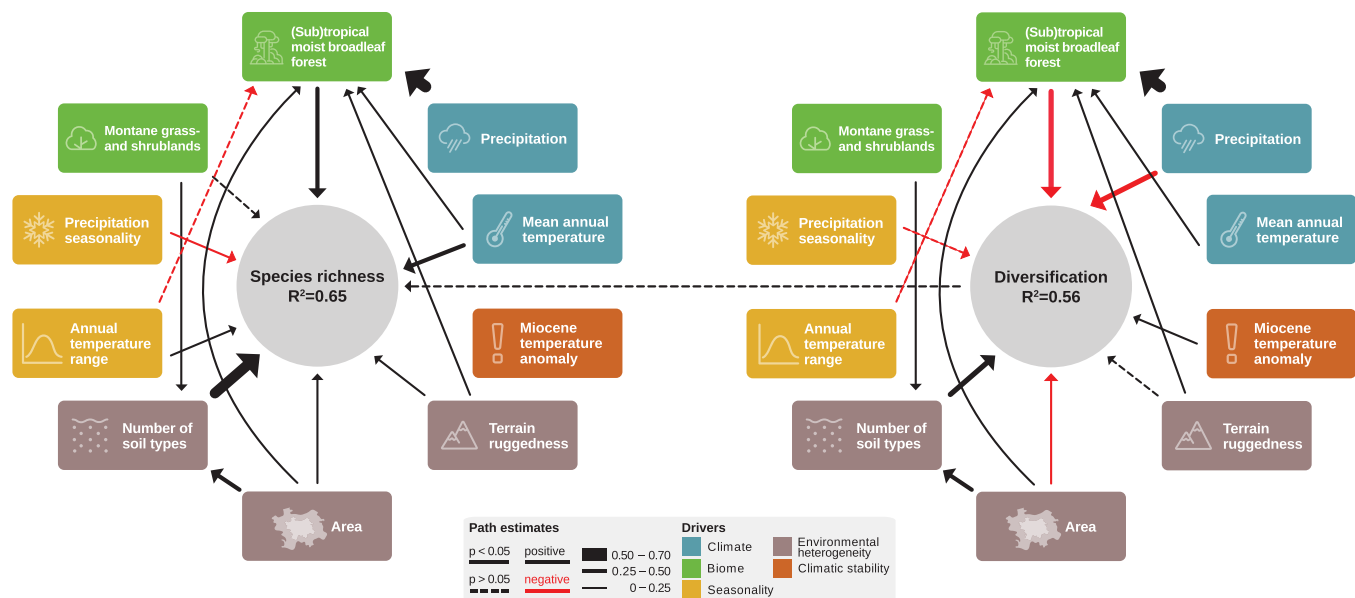 (Sub)tropical
moist broadleaf
forest
Montane grass-
and shrublands
Precipitation
Precipitation
seasonality
Mean annual
temperature
Species richness
R²=0.65
Annual
temperature
range
Miocene
temperature
anomaly
Number of
soil types
Terrain
ruggedness
Area
(Sub)tropical
moist broadleaf
forest
Montane grass-
and shrublands
Precipitation
Precipitation
seasonality
Mean annual
temperature
Diversification
R²=0.56
Annual
temperature
range
Miocene
temperature
anomaly
Number of
soil types
Terrain
ruggedness
Area
Path estimates
p < 0.05
positive
0.50 – 0.70
0.25 – 0.50
p > 0.05
negative
0 – 0.25
Drivers
Climate
Biome
Seasonality
Environmental
heterogeneity
Climatic stability